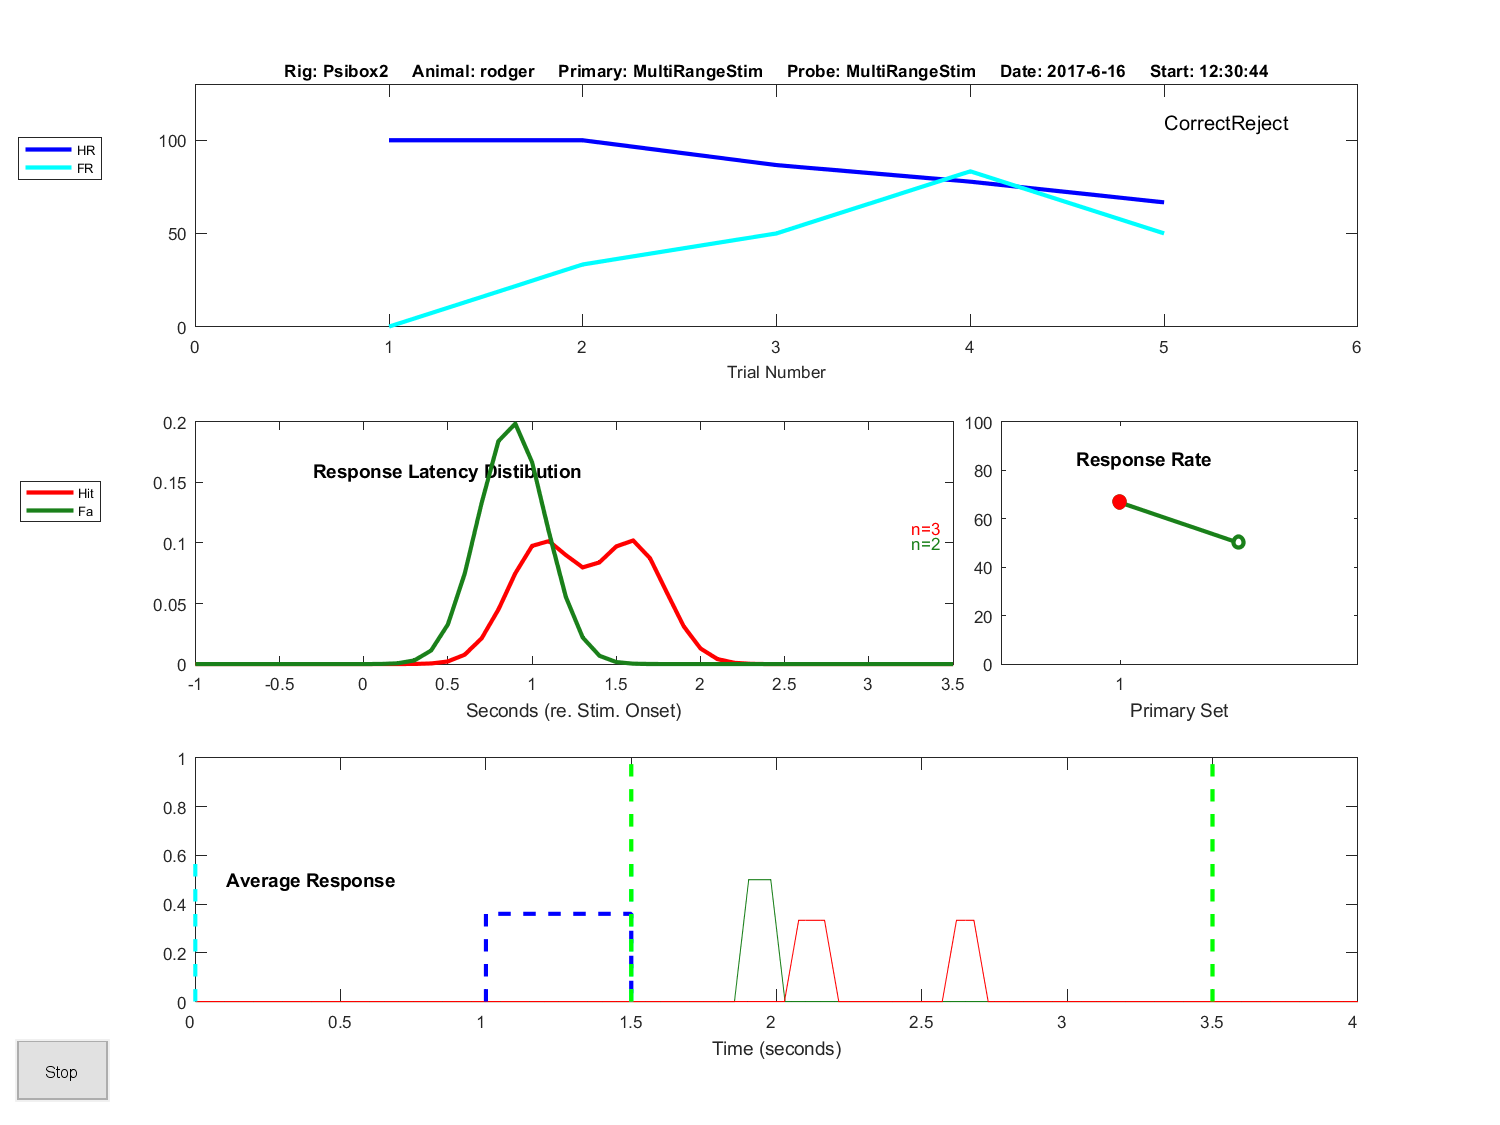 Rig: Psibox2 Animal: rodger Primary: MultiRangeStim Probe: MultiRangeStim Date: 2017-6-16 Start: 12:30:44
CorrectReject
HR
FR
100
50
0
0 1 2 3 4 5 6
Trial Number
Response Latency Distibution
Hit
Fa
n=3
n=2
0.2
0.15
0.1
0.05
0
-1 -0.5 0 0.5 1 1.5 2 2.5 3 3.5
Seconds (re. Stim. Onset)
Response Rate
100
80
60
40
20
0
1
Primary Set
Average Response
1
0.8
0.6
0.4
0.2
0
0 0.5 1 1.5 2 2.5 3 3.5 4
Time (seconds)
Stop